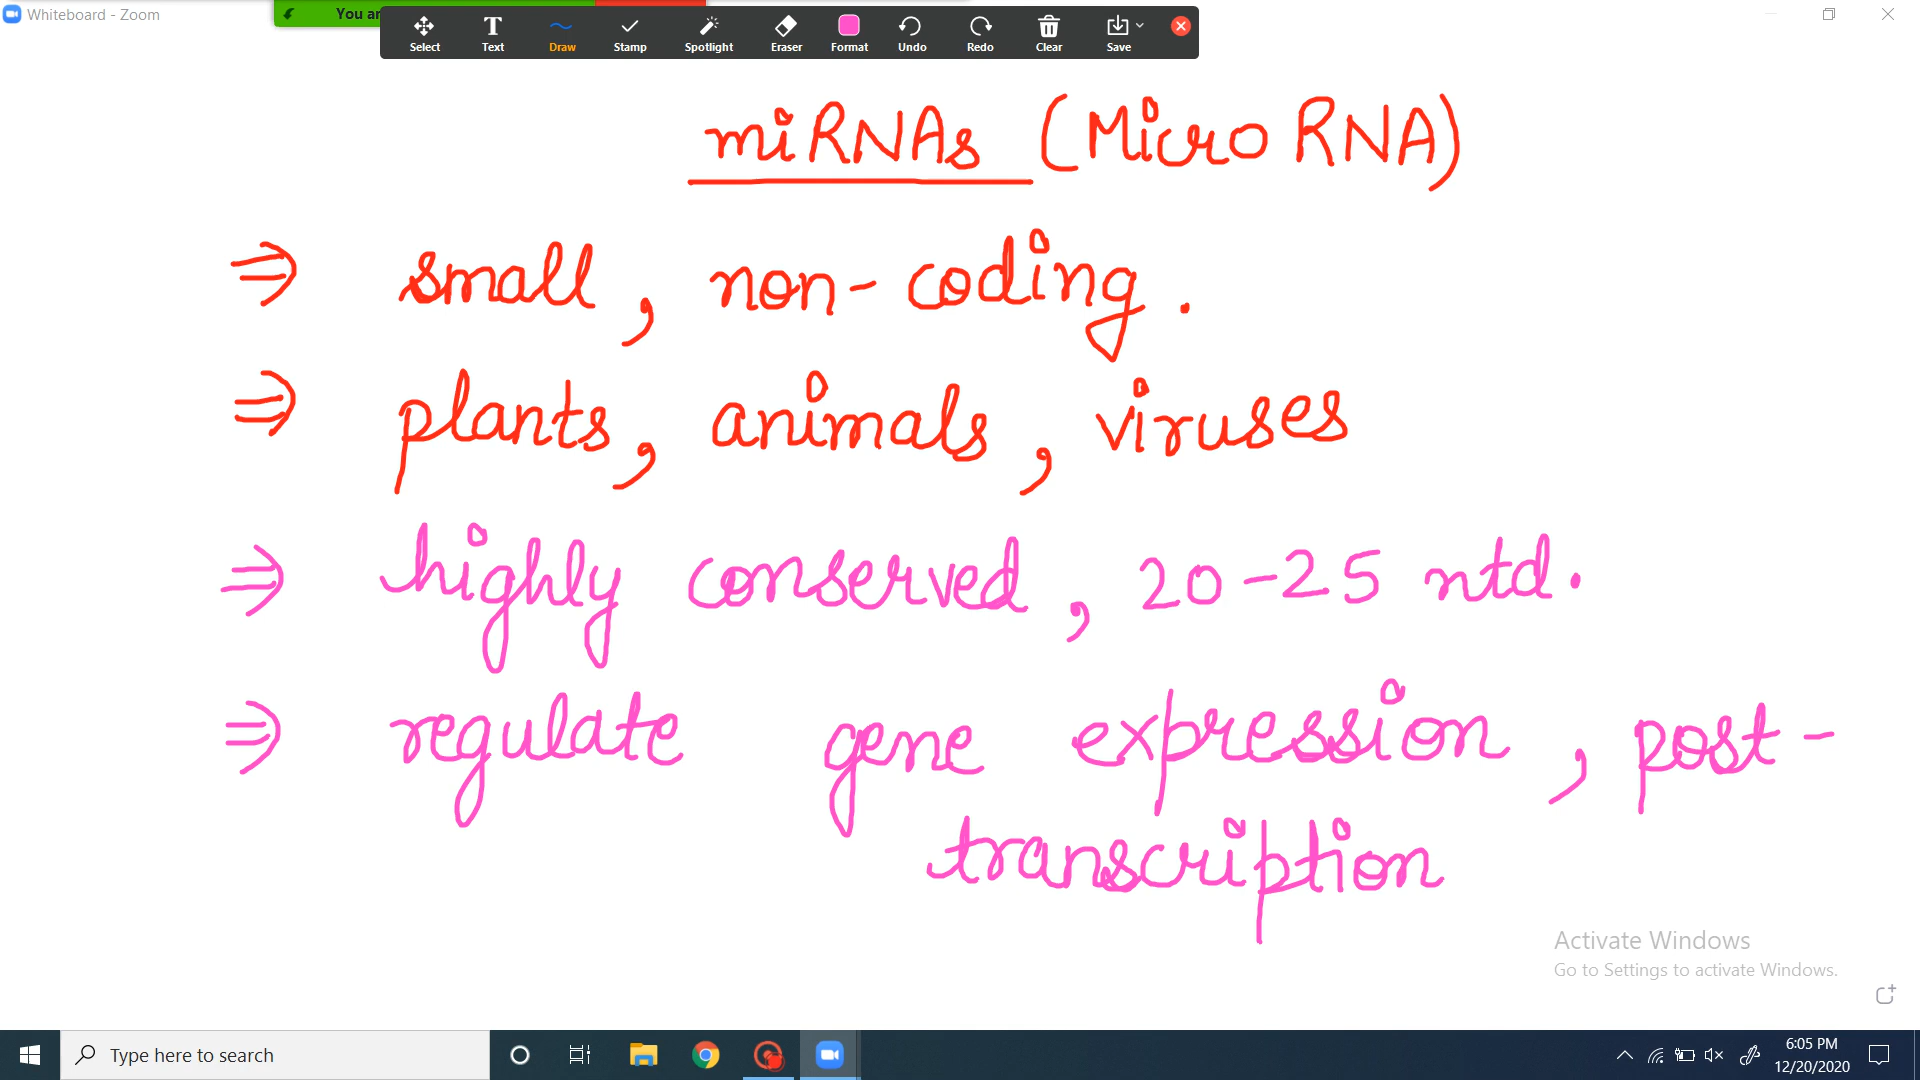 Whiteboard - Zoom
You ar
Select Text Draw Stamp Spotlight Eraser Format Undo Redo Clear Save
miRNAs (Micro RNA)
⇒ small, non-coding.
⇒ plants, animals, viruses
⇒ highly conserved, 20-25 ntd.
⇒ regulate gene expression, post-
transcription
Activate Windows
Go to Settings to activate Windows.
Type here to search
6:05 PM
12/20/2020